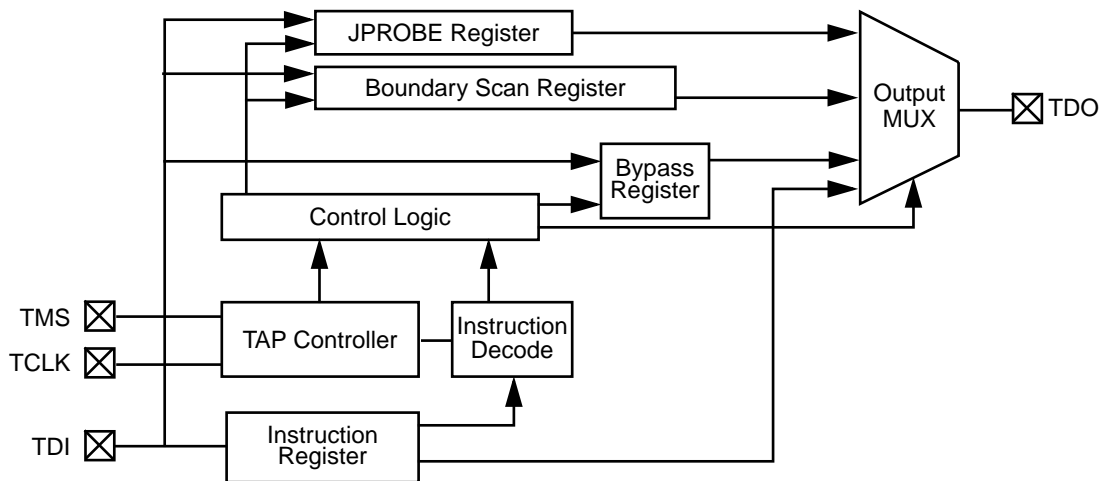 JPROBE Register
Boundary Scan Register
Output
MUX
TDO
Bypass
Register
Control Logic
TMS
TCLK
TAP Controller
Instruction
Decode
TDI
Instruction
Register